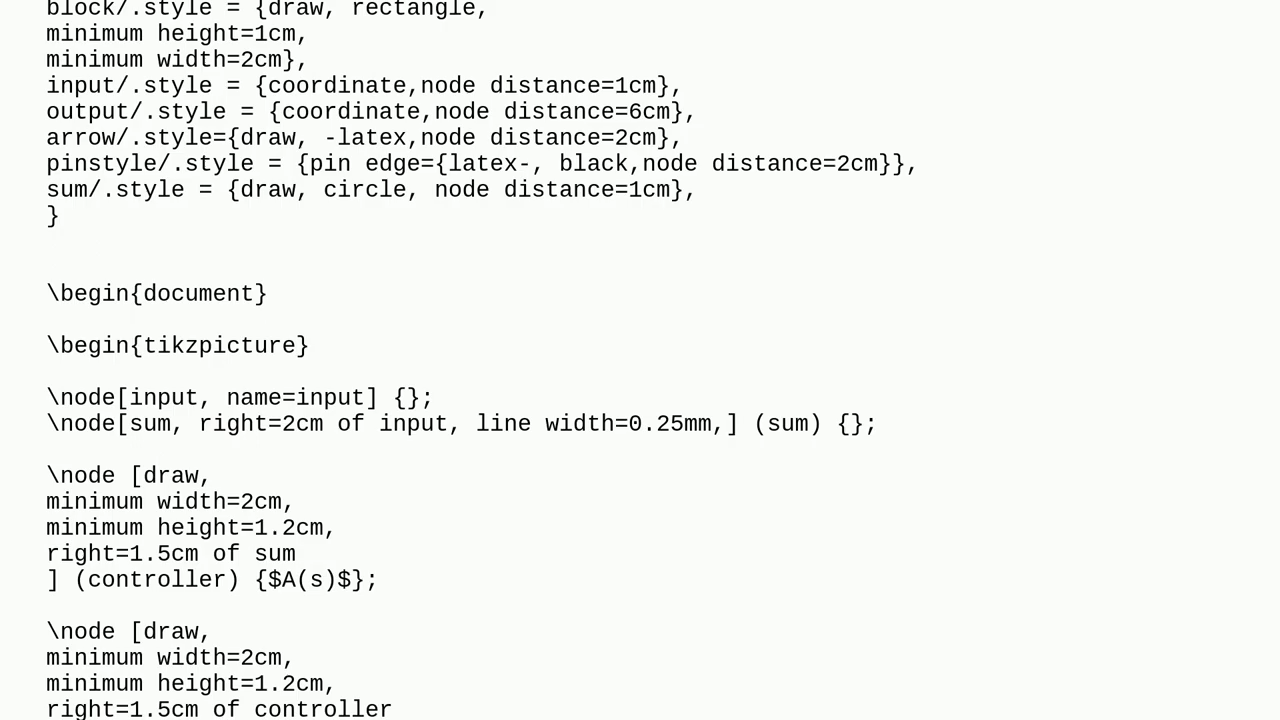 block/.style = {draw, rectangle,
minimum height=1cm,
minimum width=2cm},
input/.style = {coordinate,node distance=1cm},
output/.style = {coordinate,node distance=6cm},
arrow/.style={draw, -latex,node distance=2cm},
pinstyle/.style = {pin edge={latex-, black,node distance=2cm}},
sum/.style = {draw, circle, node distance=1cm},
}
\begin{document}
\begin{tikzpicture}
\node[input, name=input] {};
\node[sum, right=2cm of input, line width=0.25mm,] (sum) {};
\node [draw,
minimum width=2cm,
minimum height=1.2cm,
right=1.5cm of sum
] (controller) {$A(s)$};
\node [draw,
minimum width=2cm,
minimum height=1.2cm,
right=1.5cm of controller